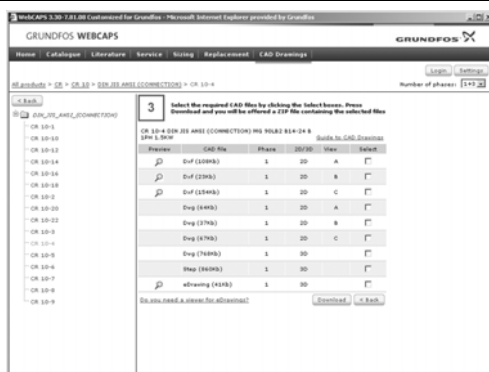 WebCAPS 3.30-7.01.08 Customized for Grundfos - Microsoft Internet Explorer provided by Grundfos
GRUNDFOS WEBCAPS
GRUNDFOS
Home Catalogue Literature Service Sizing Replacement CAD Drawings
Login Settings
All products > CR > CR 10 > DIN JIS ANSI (CONNECTION) > CR 10-4
Number of phases: 1+3
< Back
DIN_JIS_ANSI_(CONNECTION)
CR 10-1
CR 10-10
CR 10-12
CR 10-14
CR 10-16
CR 10-18
CR 10-2
CR 10-20
CR 10-22
CR 10-3
CR 10-4
CR 10-5
CR 10-6
CR 10-7
CR 10-8
CR 10-9
3
Select the required CAD files by clicking the Select boxes. Press
Download and you will be offered a ZIP file containing the selected files
CR 10-4 DIN JIS ANSI (CONNECTION) MG 90LB2 B14-24 B
1PH 1.5KW
Guide to CAD Drawings
Preview CAD file Phase 2D/3D View Select
Dxf (108Kb) 1 2D A
Dxf (23Kb) 1 2D B
Dxf (154Kb) 1 2D C
Dwg (64Kb) 1 2D A
Dwg (37Kb) 1 2D B
Dwg (67Kb) 1 2D C
Dwg (768Kb) 1 3D
Step (860Kb) 1 3D
eDrawing (41Kb) 1 3D
Do you need a viewer for eDrawings?
Download < Back